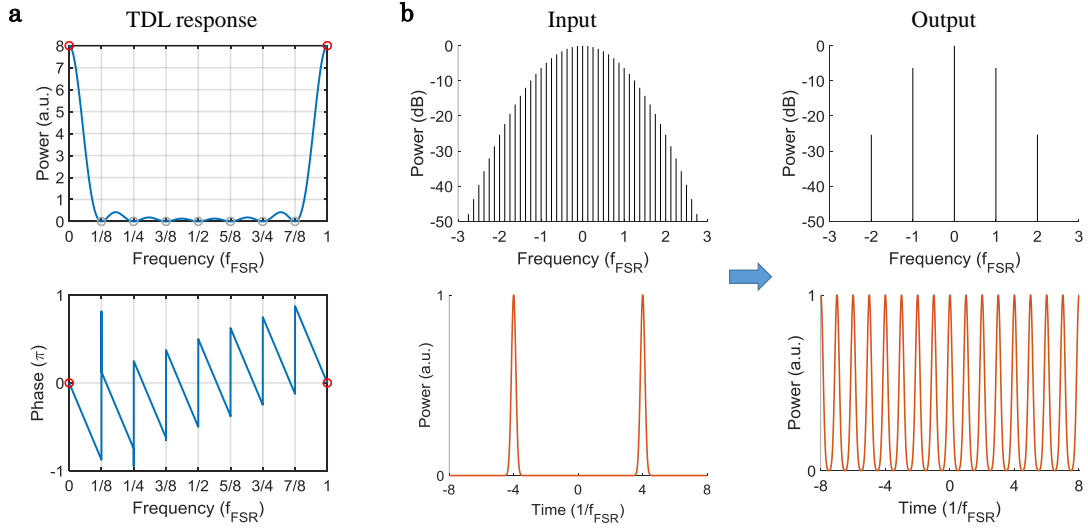 a
TDL response
8
7
6
5
4
3
2
1
0
Power (a.u.)
0 1/8 1/4 3/8 1/2 5/8 3/4 7/8 1
Frequency (fFSR)
1
0
-1
Phase (π)
0 1/8 1/4 3/8 1/2 5/8 3/4 7/8 1
Frequency (fFSR)
b
Input
0
-10
-20
-30
-40
-50
Power (dB)
-3 -2 -1 0 1 2 3
Frequency (fFSR)
1
0
Power (a.u.)
-8 -4 0 4 8
Time (1/fFSR)
Output
0
-10
-20
-30
-40
-50
Power (dB)
-3 -2 -1 0 1 2 3
Frequency (fFSR)
1
0
Power (a.u.)
-8 -4 0 4 8
Time (1/fFSR)